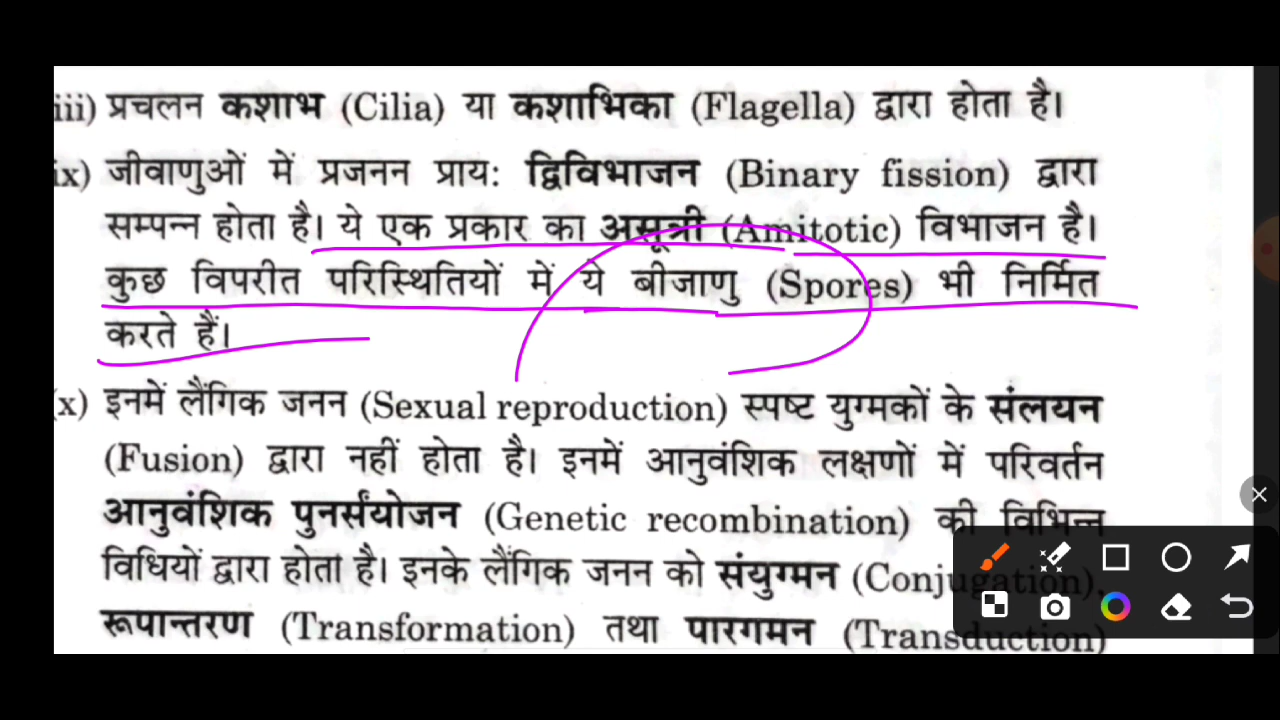 iii) प्रचलन कशाभ (Cilia) या कशाभिका (Flagella) द्वारा होता है।
ix) जीवाणुओं में प्रजनन प्राय: द्विविभाजन (Binary fission) द्वारा
सम्पन्न होता है। ये एक प्रकार का असूत्री (Amitotic) विभाजन है।
कुछ विपरीत परिस्थितियों में ये बीजाणु (Spores) भी निर्मित
करते हैं।
(x) इनमें लैंगिक जनन (Sexual reproduction) स्पष्ट युग्मकों के संलयन
(Fusion) द्वारा नहीं होता है। इनमें आनुवंशिक लक्षणों में परिवर्तन
आनुवंशिक पुनर्संयोजन (Genetic recombination) की विभिन्न
विधियों द्वारा होता है। इनके लैंगिक जनन को संयुग्मन (Conjugation),
रूपान्तरण (Transformation) तथा पारगमन (Transduction)